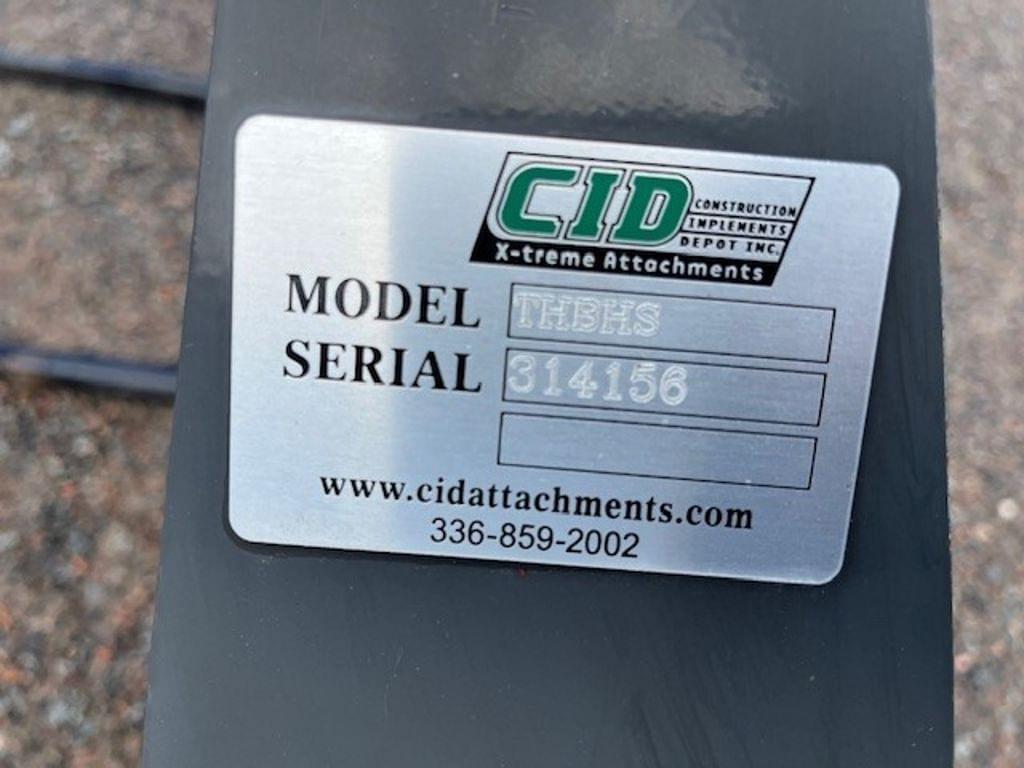 CID
CONSTRUCTION
IMPLEMENTS
DEPOT INC.
X-treme Attachments
MODEL THBHS
SERIAL 314156
www.cidattachments.com
336-859-2002